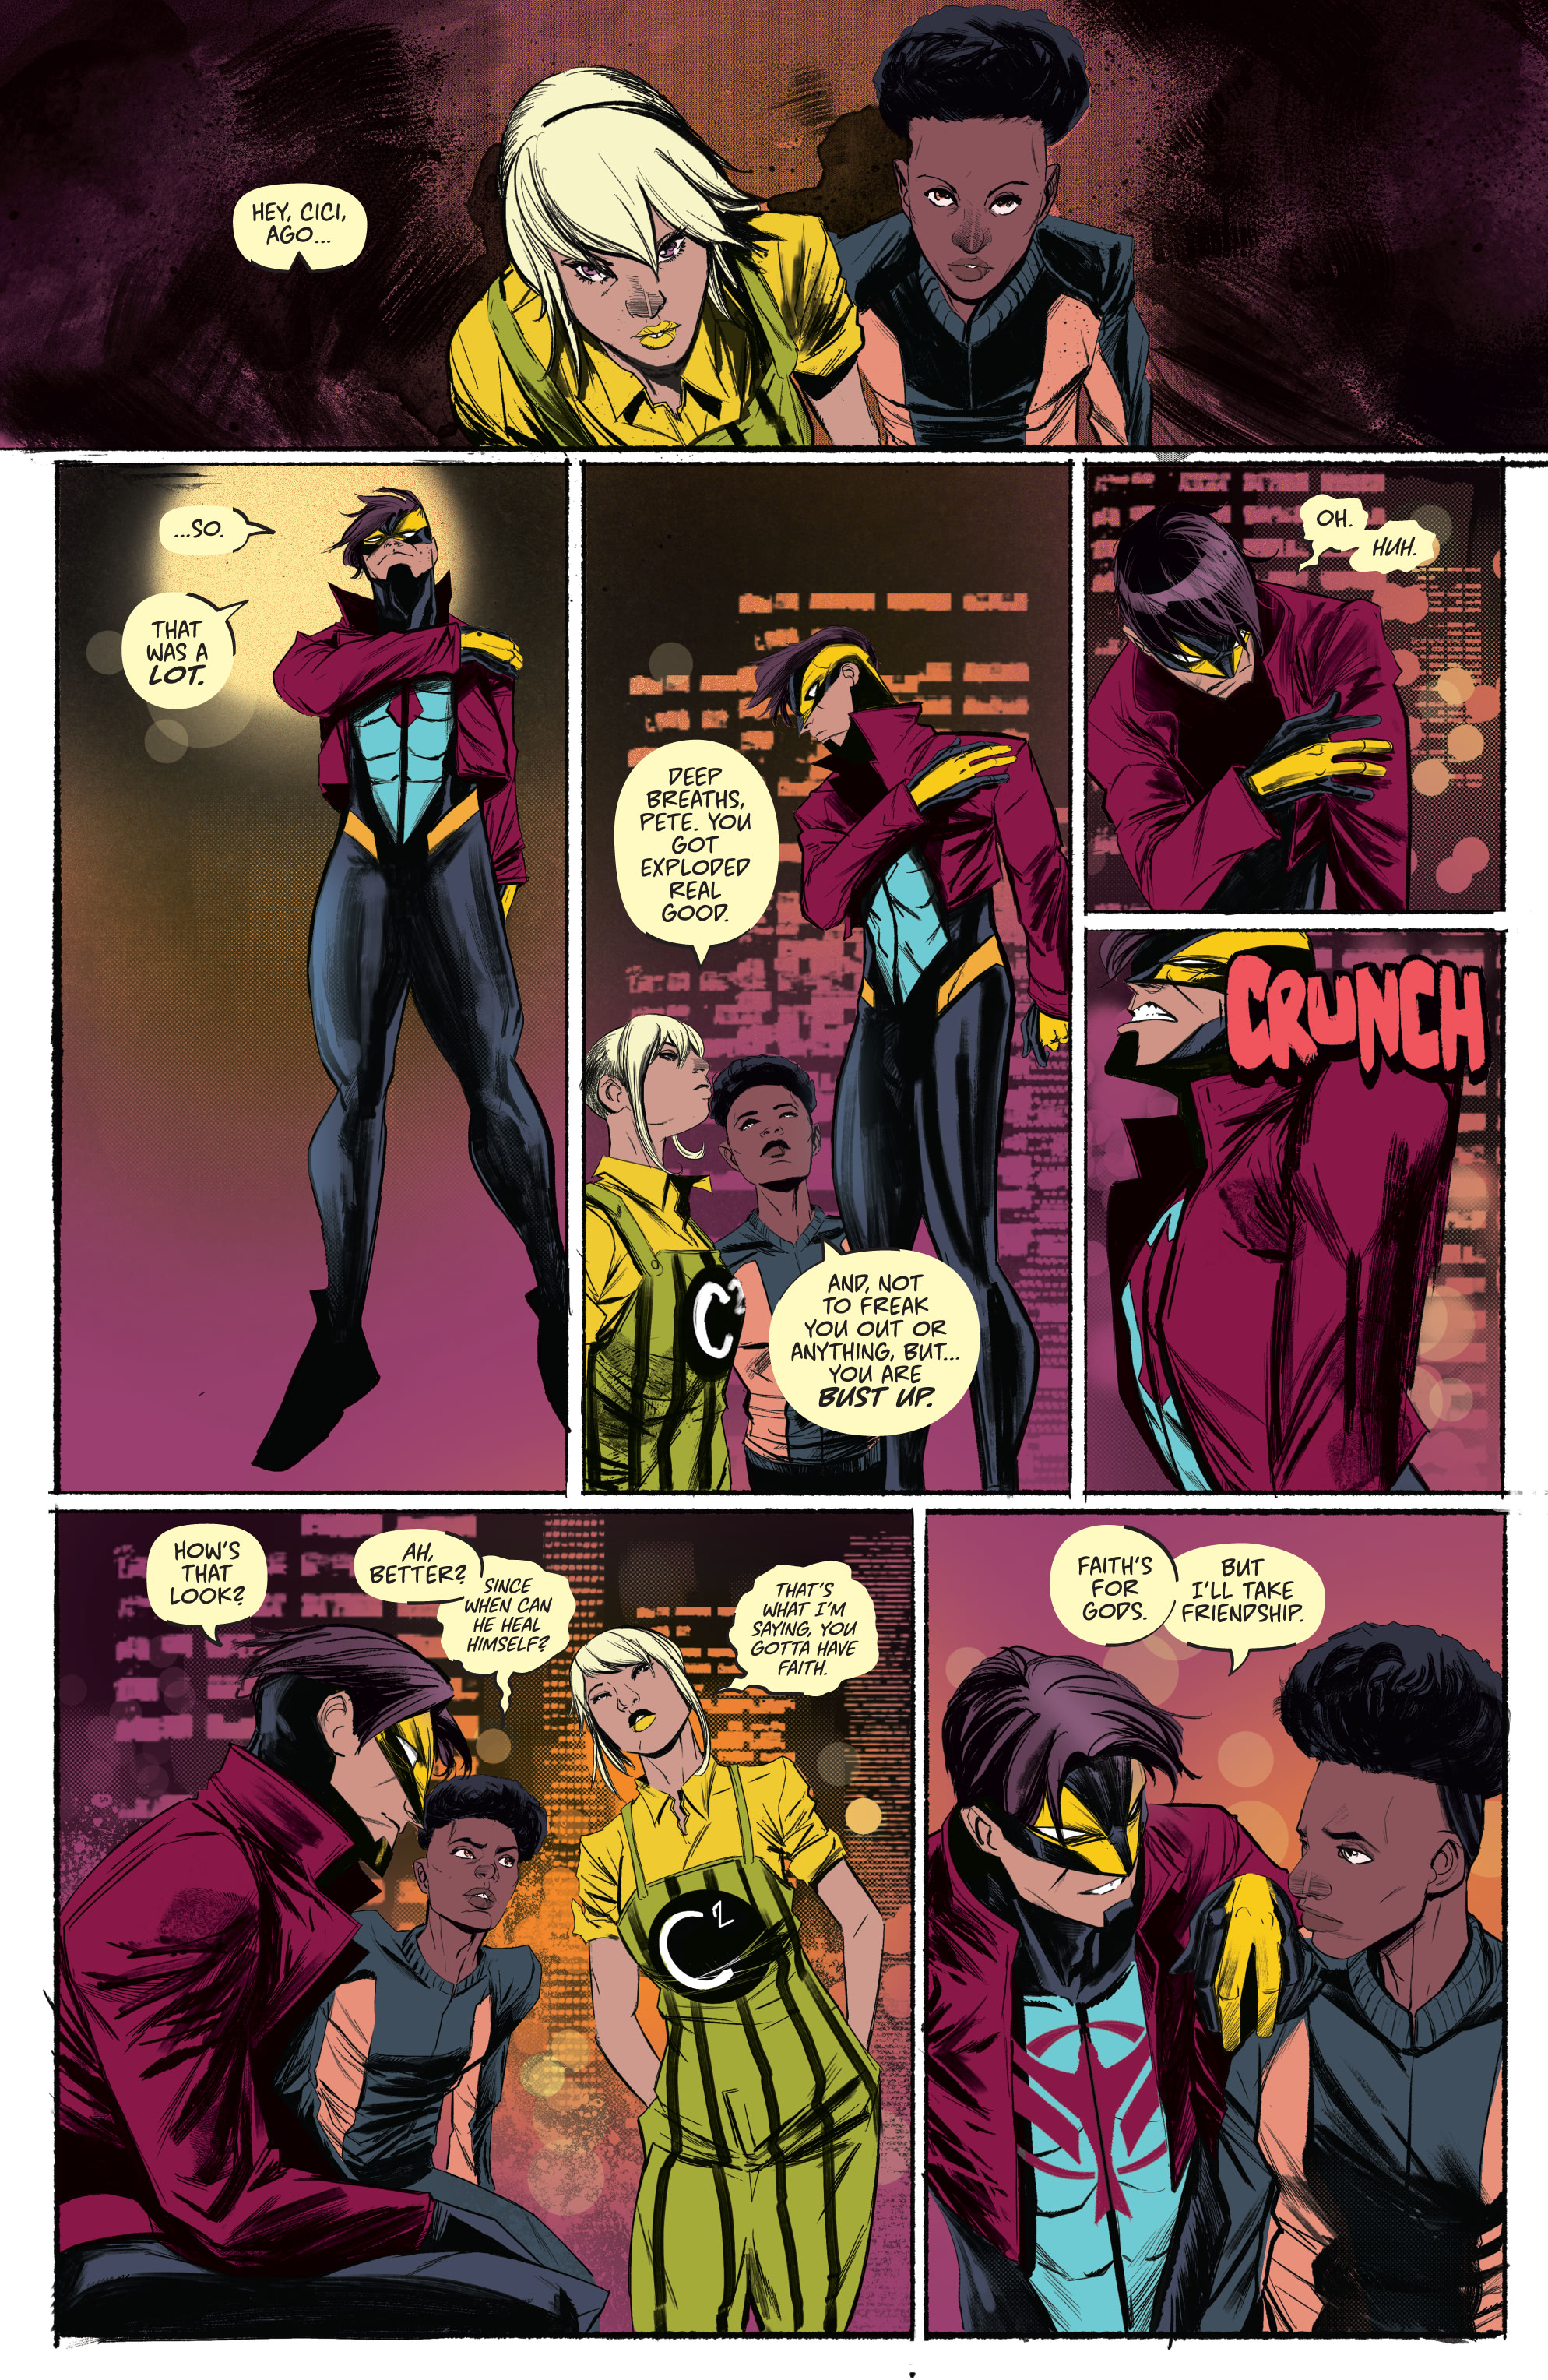 HEY, CICI,
AGO...
...SO.
THAT
WAS A
LOT.
DEEP
BREATHS,
PETE. YOU
GOT
EXPLODED
REAL
GOOD.
C2
AND, NOT
TO FREAK
YOU OUT OR
ANYTHING, BUT...
YOU ARE
BUST UP.
OH.
HUH.
CRUNCH
HOW'S
THAT
LOOK?
AH,
BETTER?
SINCE
WHEN CAN
HE HEAL
HIMSELF?
THAT'S
WHAT I'M
SAYING, YOU
GOTTA HAVE
FAITH.
C2
FAITH'S
FOR
GODS.
BUT
I'LL TAKE
FRIENDSHIP.